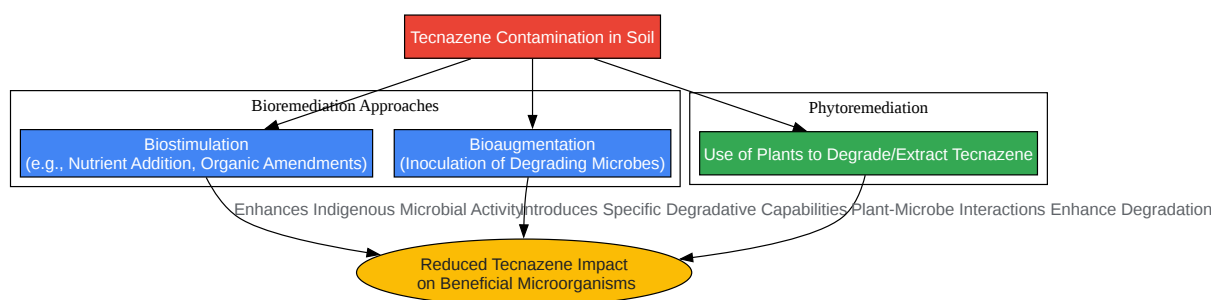 Tecnazene Contamination in Soil
Bioremediation Approaches
Phytoremediation
Biostimulation
(e.g., Nutrient Addition, Organic Amendments)
Bioaugmentation
(Inoculation of Degrading Microbes)
Use of Plants to Degrade/Extract Tecnazene
Enhances Indigenous Microbial Activity
Introduces Specific Degradative Capabilities
Plant-Microbe Interactions Enhance Degradation
Reduced Tecnazene Impact
on Beneficial Microorganisms